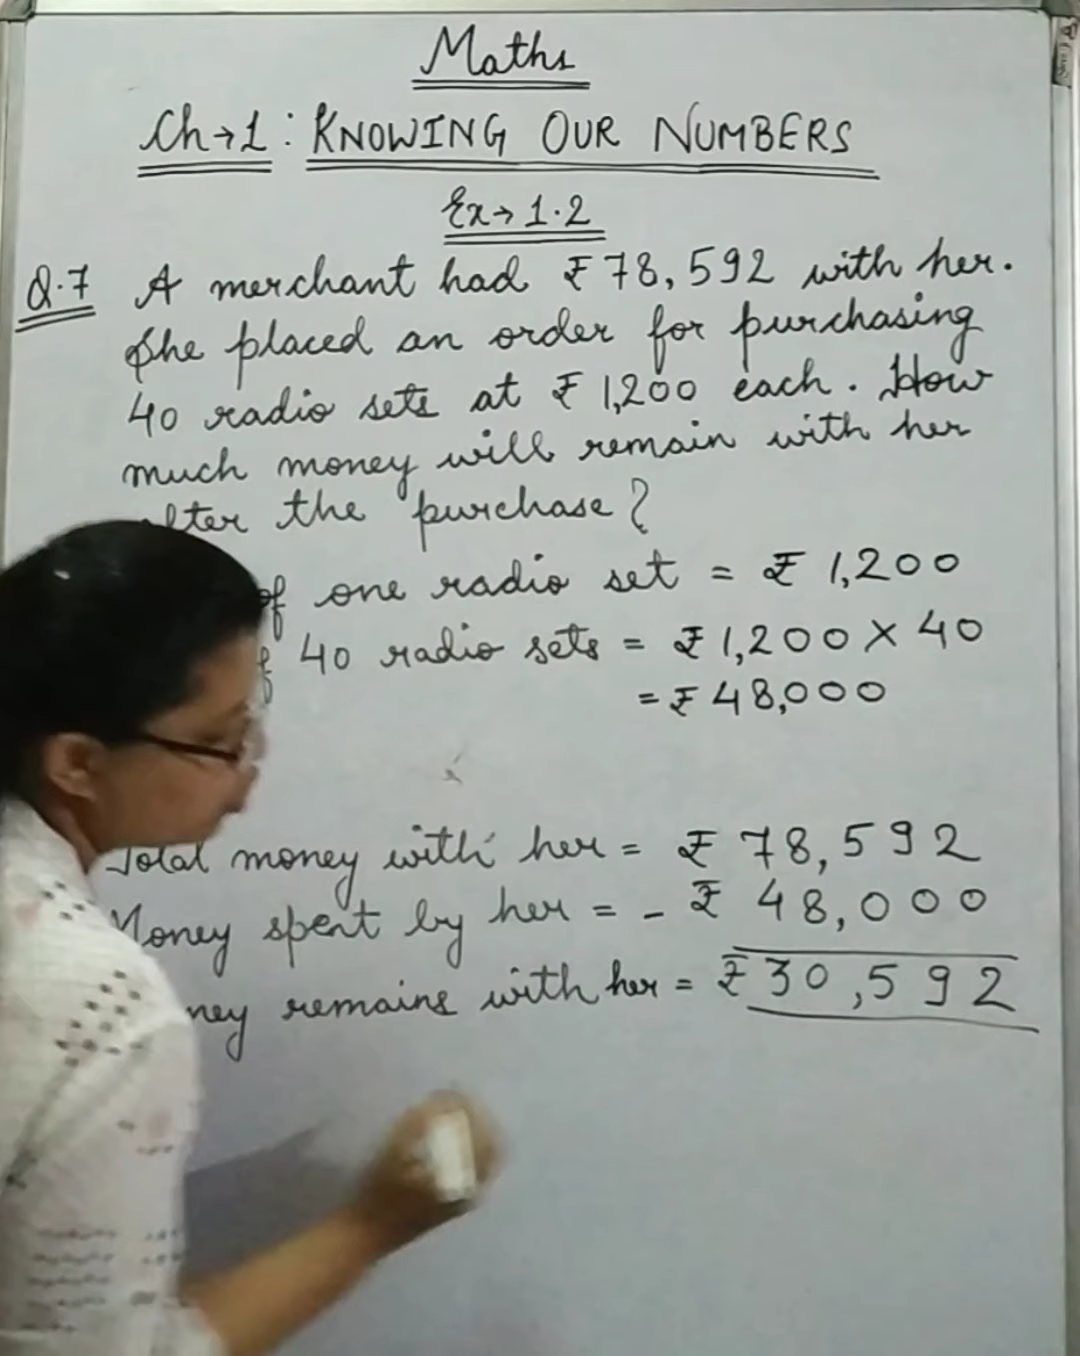 Maths
Ch→1 : KNOWING OUR NUMBERS
Ex→ 1.2
Q.7 A merchant had ₹78,592 with her.
She placed an order for purchasing
40 radio sets at ₹1,200 each. How
much money will remain with her
after the purchase?
of one radio set = ₹ 1,200
40 radio sets = ₹1,200 X 40
= ₹ 48,000
Total money with her = ₹ 78,592
Money spent by her = - ₹ 48,000
remains with her = ₹30,592